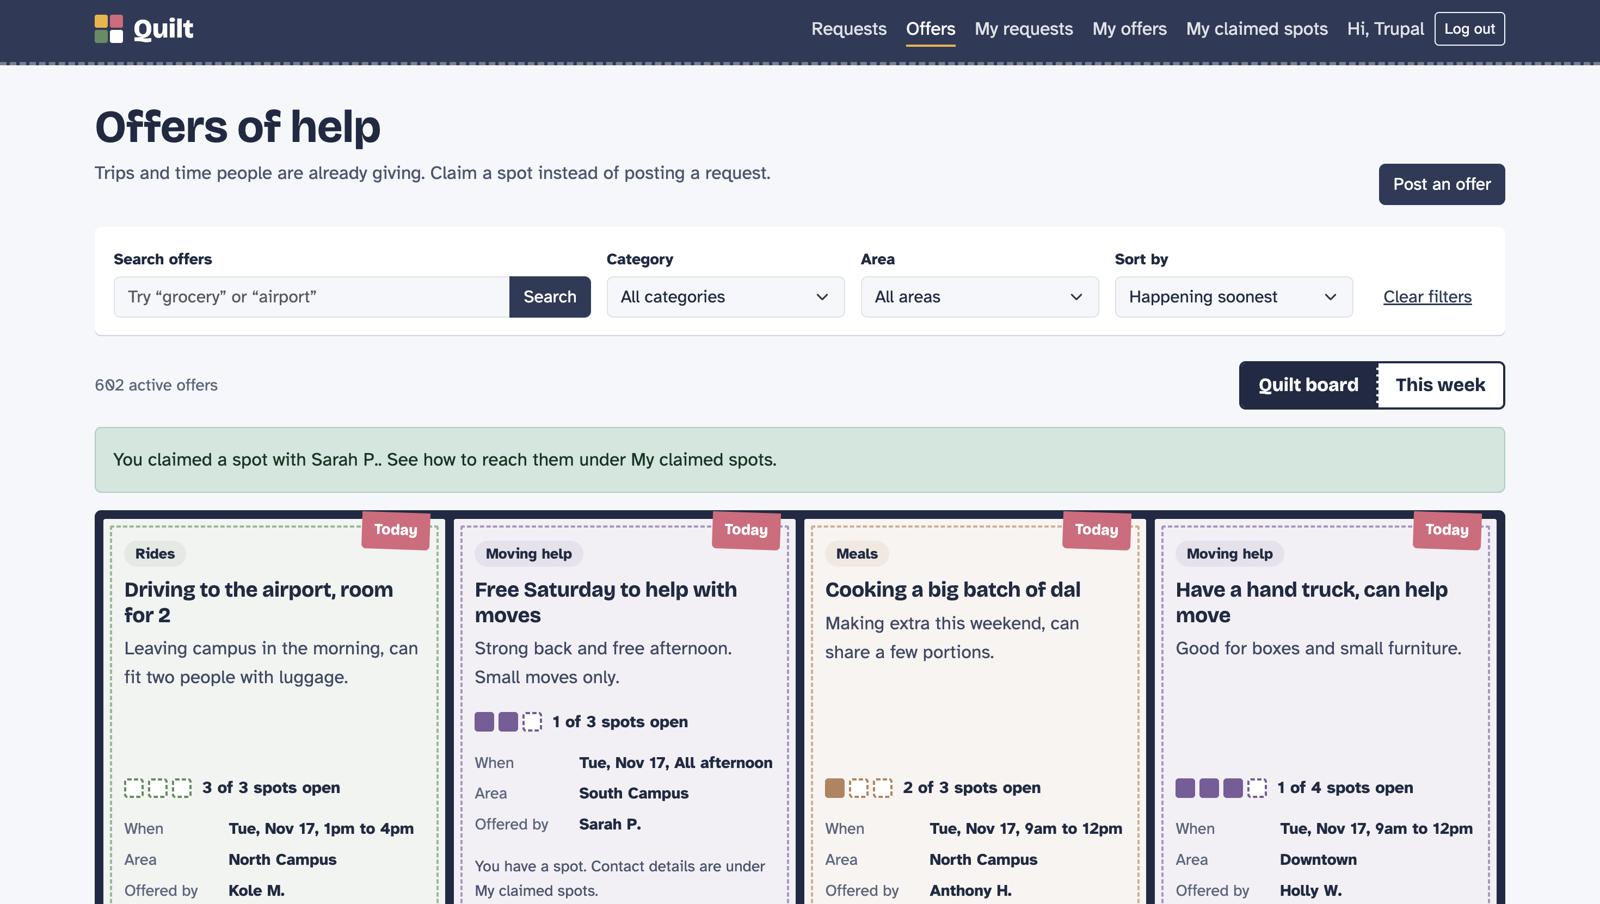 Quilt
Requests
Offers
My requests
My offers
My claimed spots
Hi, Trupal
Log out
Offers of help
Trips and time people are already giving. Claim a spot instead of posting a request.
Post an offer
Search offers
Category
Area
Sort by
Try “grocery” or “airport”
Search
All categories
All areas
Happening soonest
Clear filters
602 active offers
Quilt board
This week
You claimed a spot with Sarah P.. See how to reach them under My claimed spots.
Today
Rides
Driving to the airport, room
for 2
Leaving campus in the morning, can
fit two people with luggage.
3 of 3 spots open
When Tue, Nov 17, 1pm to 4pm
Area North Campus
Offered by Kole M.
Today
Moving help
Free Saturday to help with
moves
Strong back and free afternoon.
Small moves only.
1 of 3 spots open
When Tue, Nov 17, All afternoon
Area South Campus
Offered by Sarah P.
You have a spot. Contact details are under
My claimed spots.
Today
Meals
Cooking a big batch of dal
Making extra this weekend, can
share a few portions.
2 of 3 spots open
When Tue, Nov 17, 9am to 12pm
Area North Campus
Offered by Anthony H.
Today
Moving help
Have a hand truck, can help
move
Good for boxes and small furniture.
1 of 4 spots open
When Tue, Nov 17, 9am to 12pm
Area Downtown
Offered by Holly W.